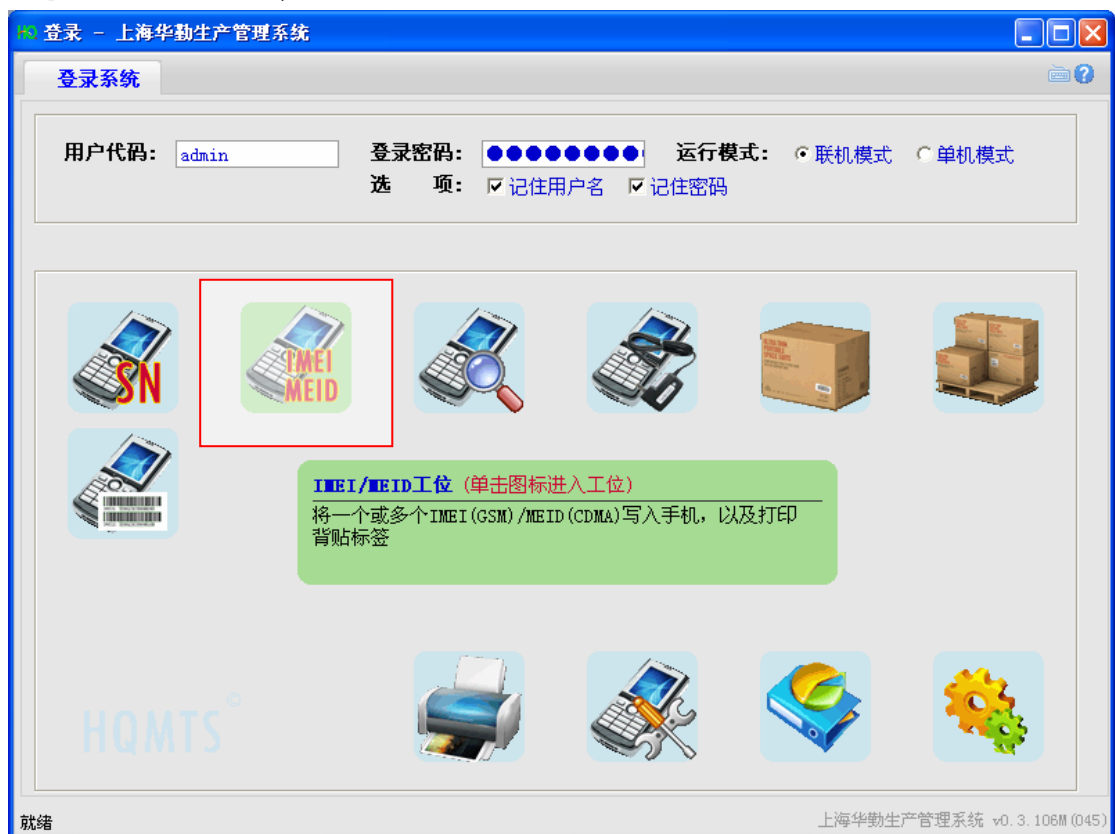 HQ 登录 - 上海华勤生产管理系统
登录系统
用户代码: admin 登录密码: ●●●●●●●● 运行模式: 联机模式 单机模式
选 项: 记住用户名 记住密码
SN
IMEI
MEID
IMEI/MEID工位 (单击图标进入工位)
将一个或多个IMEI(GSM)/MEID(CDMA)写入手机，以及打印
背贴标签
HQMTS©
就绪 上海华勤生产管理系统 v0.3.106M(045)